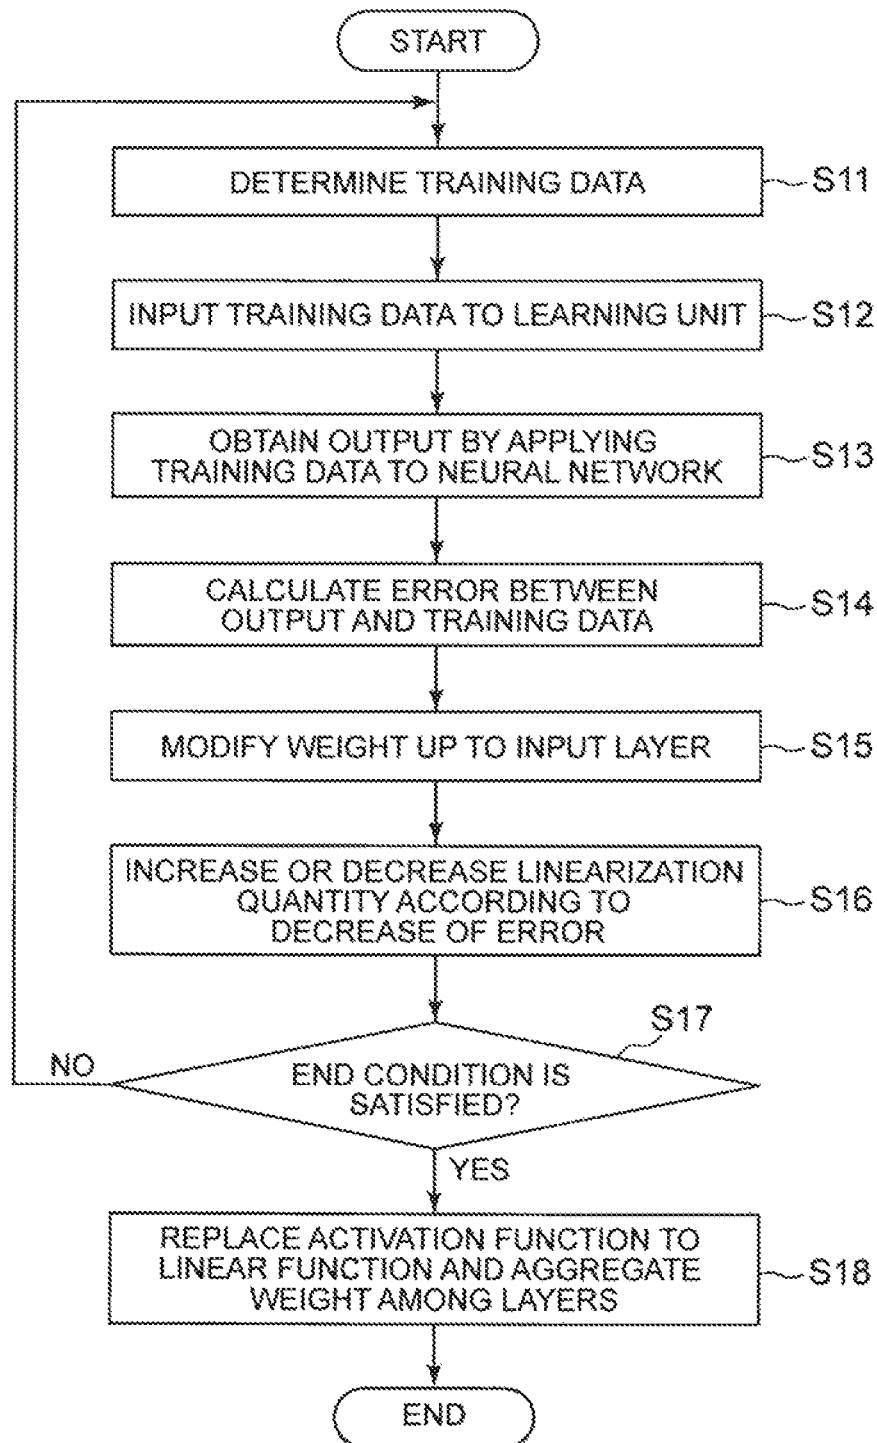 START
DETERMINE TRAINING DATA
S11
INPUT TRAINING DATA TO LEARNING UNIT
S12
OBTAIN OUTPUT BY APPLYING
TRAINING DATA TO NEURAL NETWORK
S13
CALCULATE ERROR BETWEEN
OUTPUT AND TRAINING DATA
S14
MODIFY WEIGHT UP TO INPUT LAYER
S15
INCREASE OR DECREASE LINEARIZATION
QUANTITY ACCORDING TO
DECREASE OF ERROR
S16
S17
NO
END CONDITION IS
SATISFIED?
YES
REPLACE ACTIVATION FUNCTION TO
LINEAR FUNCTION AND AGGREGATE
WEIGHT AMONG LAYERS
S18
END